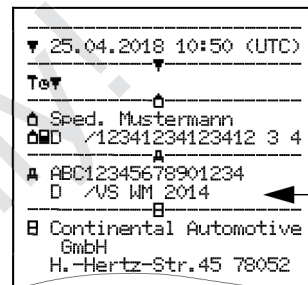 ▼ 25.04.2018 10:50 (UTC)
T⊙▼
Sped. Mustermann
D /12341234123412 3 4
A ABC12345678901234
D /VS WM 2014
B Continental Automotive
GmbH
H.-Hertz-Str.45 78052